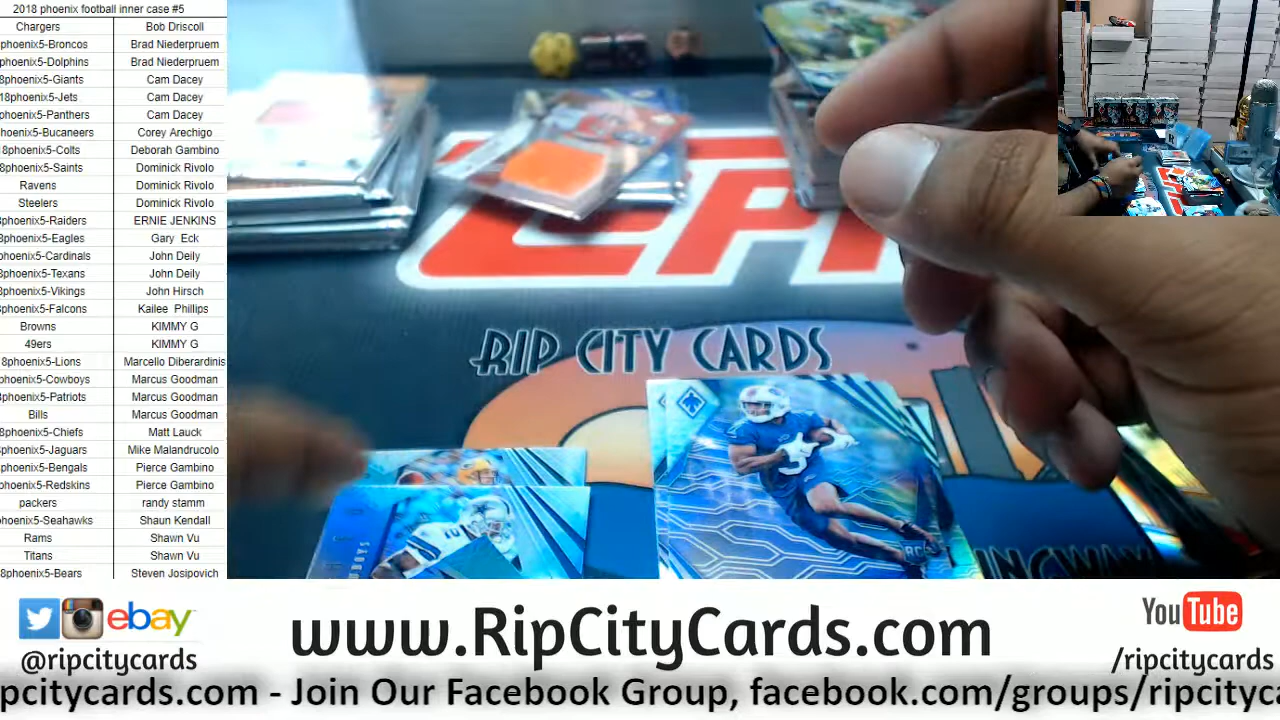 2018 phoenix football inner case #5
Chargers Bob Driscoll
phoenix5-Broncos Brad Niederpruem
phoenix5-Dolphins Brad Niederpruem
8phoenix5-Giants Cam Dacey
18phoenix5-Jets Cam Dacey
phoenix5-Panthers Cam Dacey
hoenix5-Bucaneers Corey Arechigo
8phoenix5-Colts Deborah Gambino
8phoenix5-Saints Dominick Rivolo
Ravens Dominick Rivolo
Steelers Dominick Rivolo
8phoenix5-Raiders ERNIE JENKINS
8phoenix5-Eagles Gary Eck
phoenix5-Cardinals John Deily
8phoenix5-Texans John Deily
8phoenix5-Vikings John Hirsch
phoenix5-Falcons Kailee Phillips
Browns KIMMY G
49ers KIMMY G
8phoenix5-Lions Marcello Diberardinis
phoenix5-Cowboys Marcus Goodman
phoenix5-Patriots Marcus Goodman
Bills Marcus Goodman
8phoenix5-Chiefs Matt Lauck
phoenix5-Jaguars Mike Malandrucolo
phoenix5-Bengals Pierce Gambino
phoenix5-Redskins Pierce Gambino
packers randy stamm
hoenix5-Seahawks Shaun Kendall
Rams Shawn Vu
Titans Shawn Vu
8phoenix5-Bears Steven Josipovich
RIP CITY CARDS
RC
ebay
@ripcitycards
www.RipCityCards.com
YouTube
/ripcitycards
pcitycards.com - Join Our Facebook Group, facebook.com/groups/ripcityca